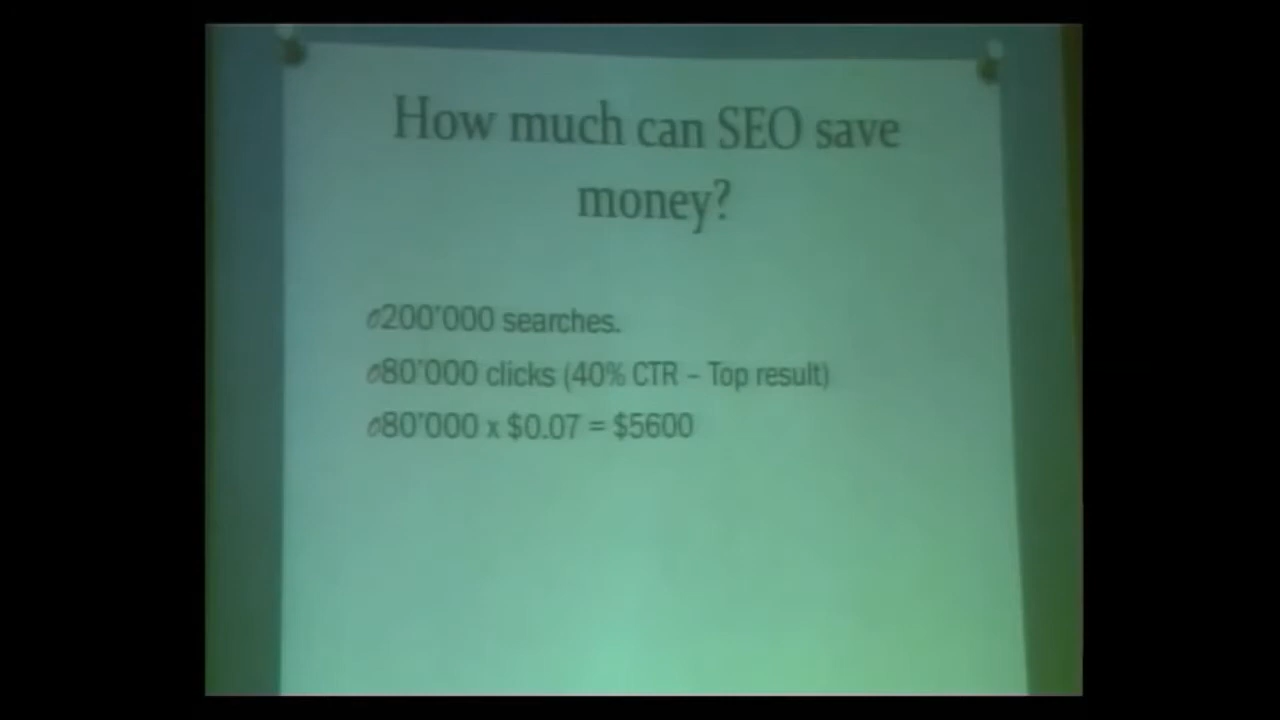 How much can SEO save
money?
200'000 searches.
80'000 clicks (40% CTR – Top result)
80'000 x $0.07 = $5600